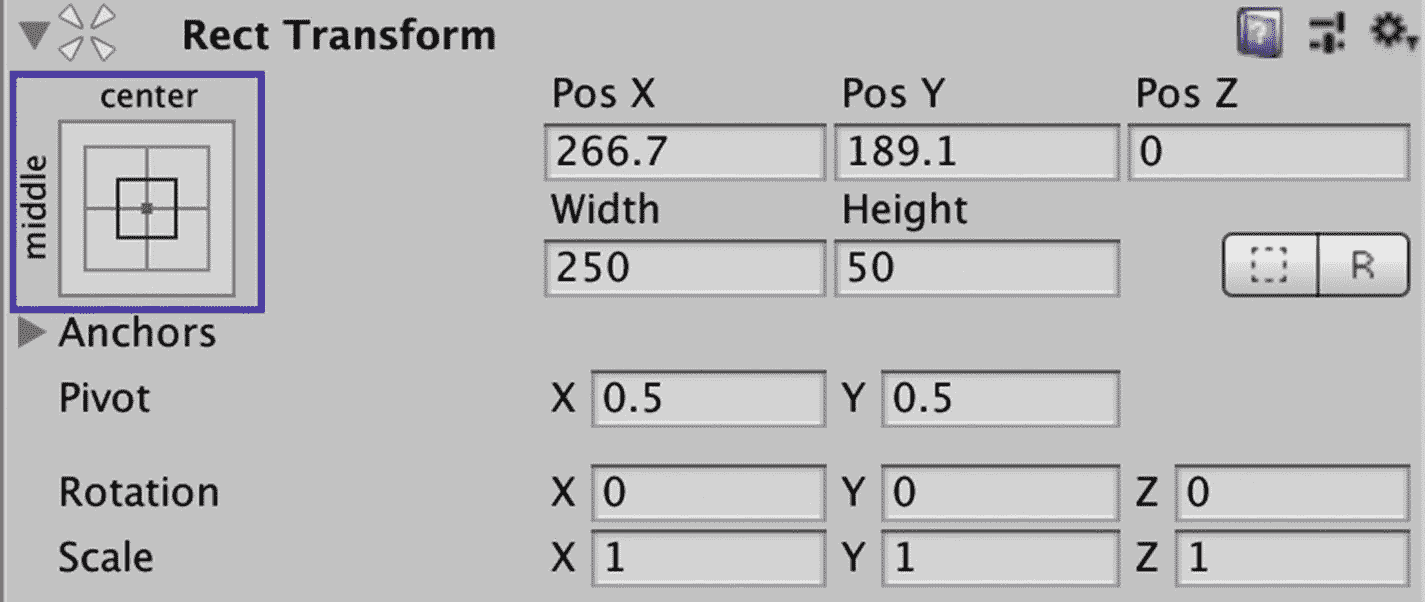 Rect Transform
center
middle
Pos X Pos Y Pos Z
266.7 189.1 0
Width Height
250 50
R
Anchors
Pivot X 0.5 Y 0.5
Rotation X 0 Y 0 Z 0
Scale X 1 Y 1 Z 1